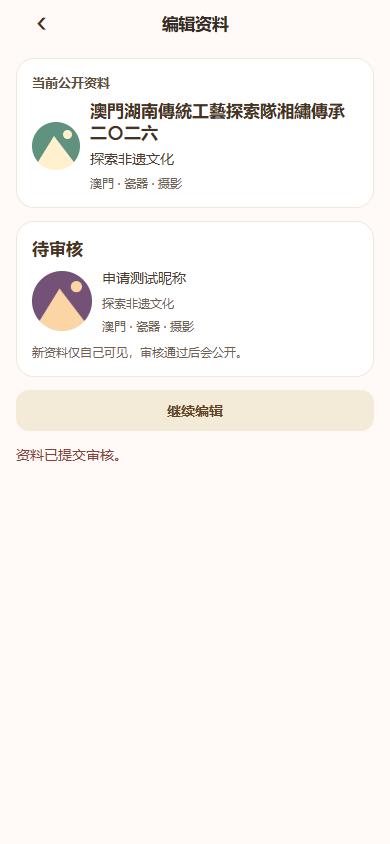 编辑资料
当前公开资料
澳門湖南傳統工藝探索隊湘繡傳承
二〇二六
探索非遗文化
澳門 · 瓷器 · 摄影
待审核
申请测试昵称
探索非遗文化
澳門 · 瓷器 · 摄影
新资料仅自己可见，审核通过后会公开。
继续编辑
资料已提交审核。